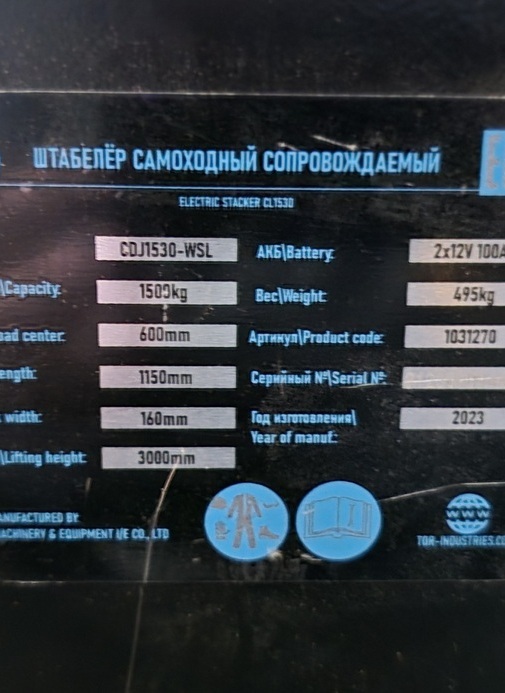 ШТАБЕЛЁР САМОХОДНЫЙ СОПРОВОЖДАЕМЫЙ
ELECTRIC STACKER CL1530
CDJ1530-WSL АКБ\Battery: 2x12V 100A
\Capacity: 1500kg Вес\Weight: 495kg
oad center: 600mm Артикул\Product code: 1031270
ength: 1150mm Серийный №\Serial №:
width: 160mm Год изготовления\ 2023
Year of manuf.:
\Lifting height: 3000mm
WWW
ANUFACTURED BY:
ACHINERY & EQUIPMENT I/E CO., LTD
TOR-INDUSTRIES.CO